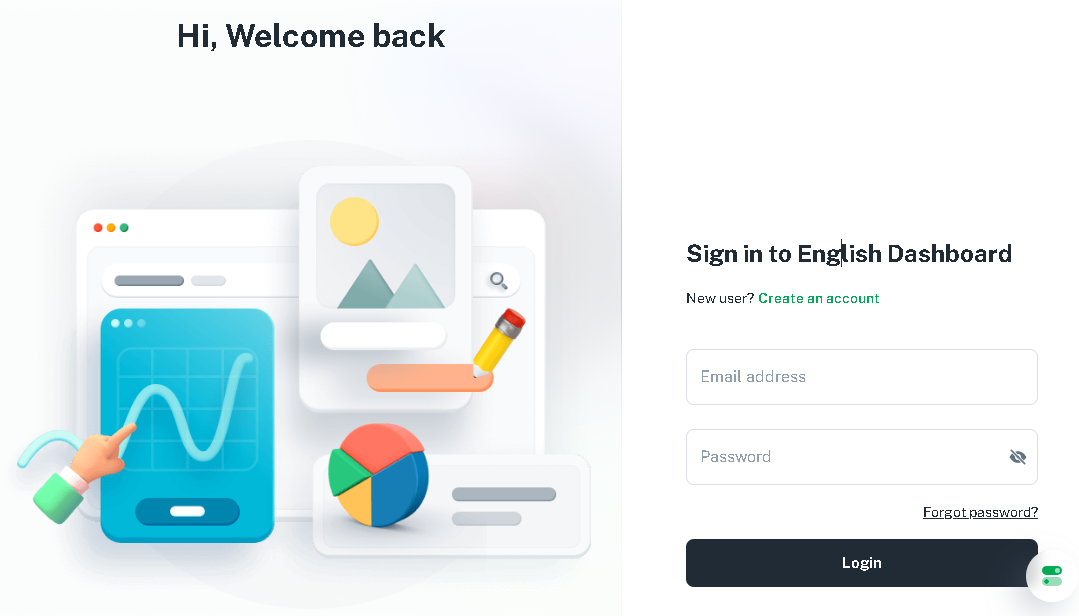 Hi, Welcome back
Sign in to English Dashboard
New user? Create an account
Email address
Password
Forgot password?
Login